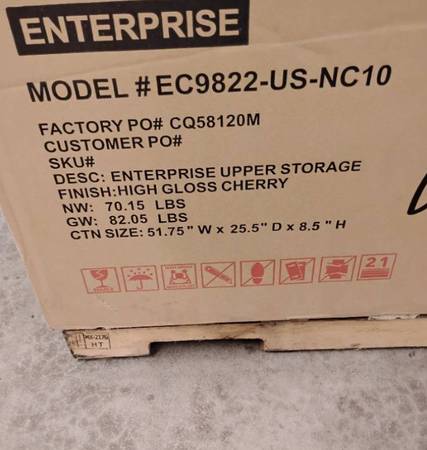 ENTERPRISE
MODEL # EC9822-US-NC10
FACTORY PO# CQ58120M
CUSTOMER PO#
SKU#
DESC: ENTERPRISE UPPER STORAGE
FINISH:HIGH GLOSS CHERRY
NW: 70.15 LBS
GW: 82.05 LBS
CTN SIZE: 51.75" W x 25.5" D x 8.5" H
21
HT